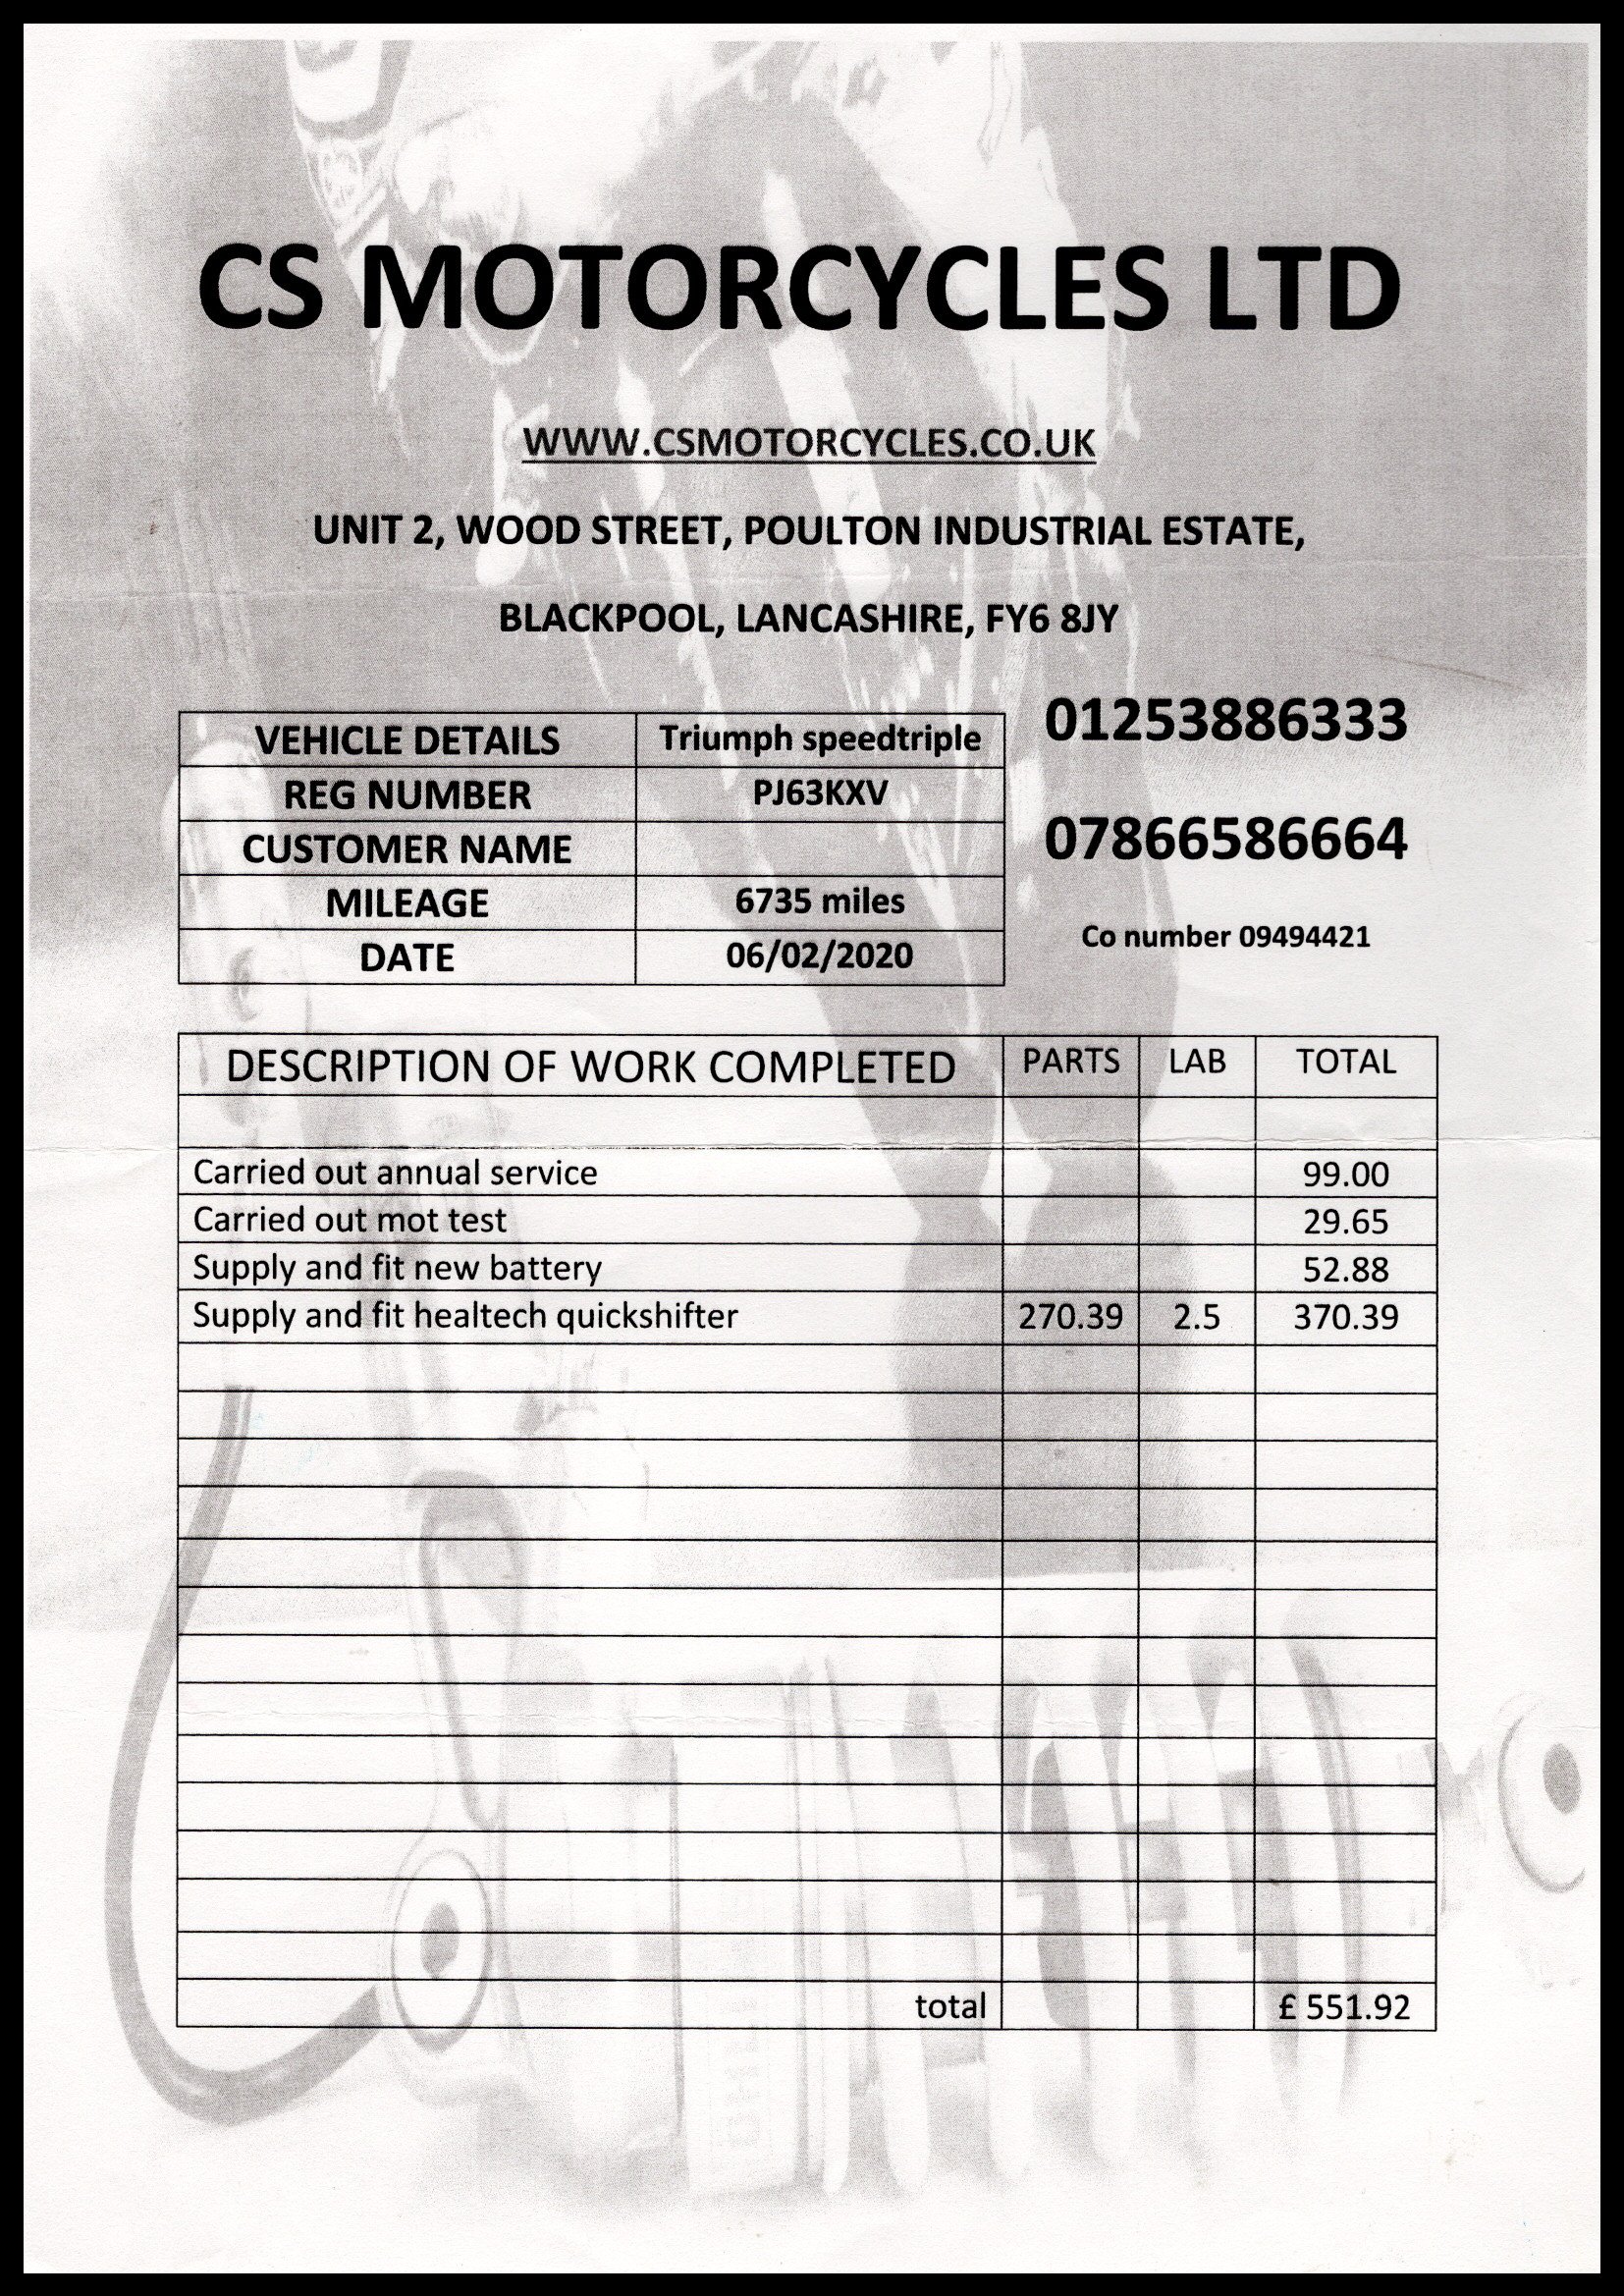 CS MOTORCYCLES LTD
WWW.CSMOTORCYCLES.CO.UK
UNIT 2, WOOD STREET, POULTON INDUSTRIAL ESTATE,
BLACKPOOL, LANCASHIRE, FY6 8JY
VEHICLE DETAILS Triumph speedtriple
REG NUMBER PJ63KXV
CUSTOMER NAME
MILEAGE 6735 miles
DATE 06/02/2020
01253886333
07866586664
Co number 09494421
DESCRIPTION OF WORK COMPLETED PARTS LAB TOTAL
Carried out annual service 99.00
Carried out mot test 29.65
Supply and fit new battery 52.88
Supply and fit healtech quickshifter 270.39 2.5 370.39
total £ 551.92